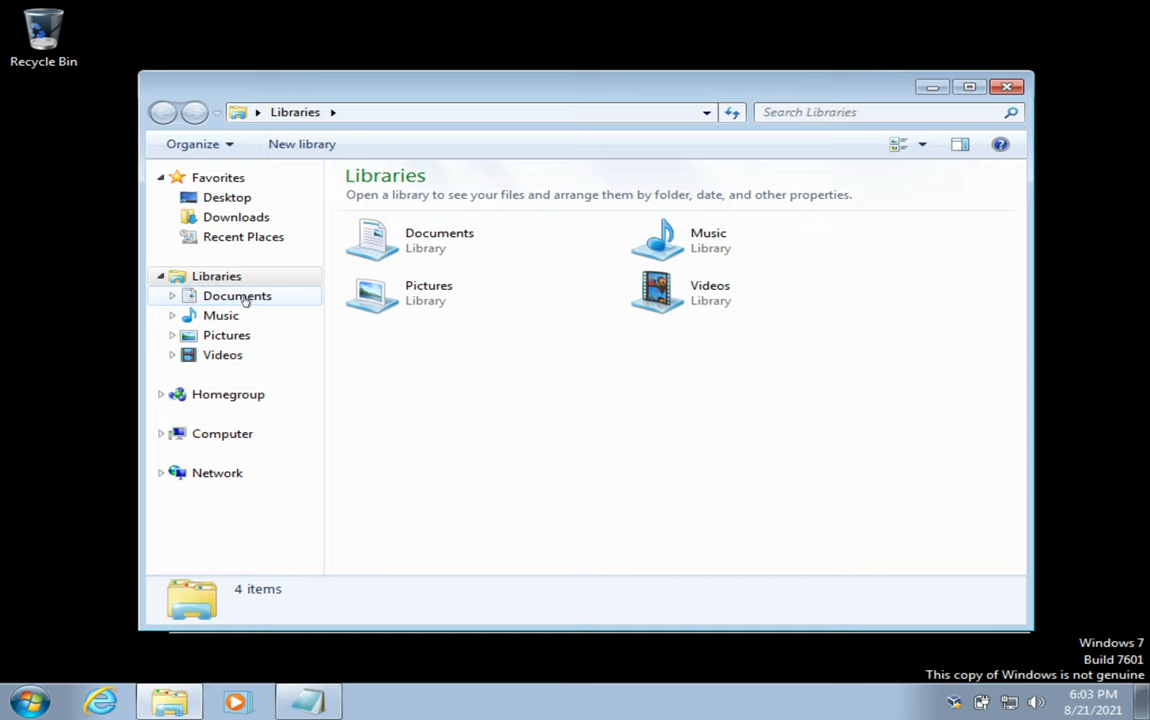 Recycle Bin
Libraries
Search Libraries
Organize
New library
Favorites
Desktop
Downloads
Recent Places
Libraries
Documents
Music
Pictures
Videos
Homegroup
Computer
Network
Libraries
Open a library to see your files and arrange them by folder, date, and other properties.
Documents
Library
Music
Library
Pictures
Library
Videos
Library
4 items
Windows 7
Build 7601
This copy of Windows is not genuine
6:03 PM
8/21/2021